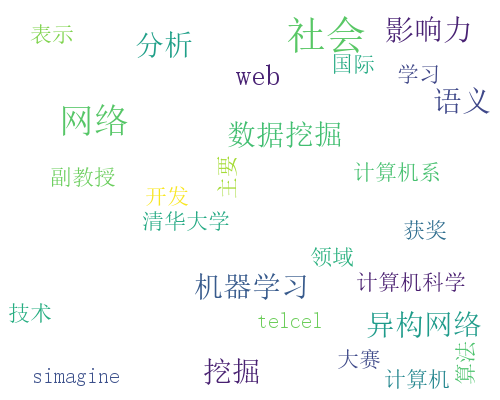 表示
分析
社会
影响力
web
国际
学习
语义
网络
数据挖掘
副教授
开发
主要
计算机系
清华大学
获奖
领域
机器学习
计算机科学
技术
telcel
异构网络
simagine
挖掘
大赛
计算机
算法